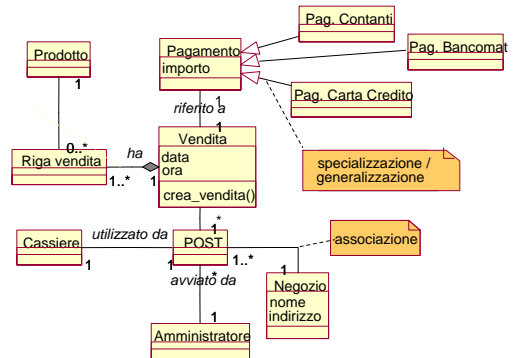 Pag. Contanti
Prodotto
Pagamento
importo
Pag. Bancomat
1
Pag. Carta Credito
1
riferito a
1
Vendita
data
ora
crea_vendita()
0..*
Riga vendita
ha
1..*
1
specializzazione /
generalizzazione
*
1
Cassiere
utilizzato da
POST
associazione
1
1
1..*
*
avviato da
1
Negozio
nome
indirizzo
1
Amministratore